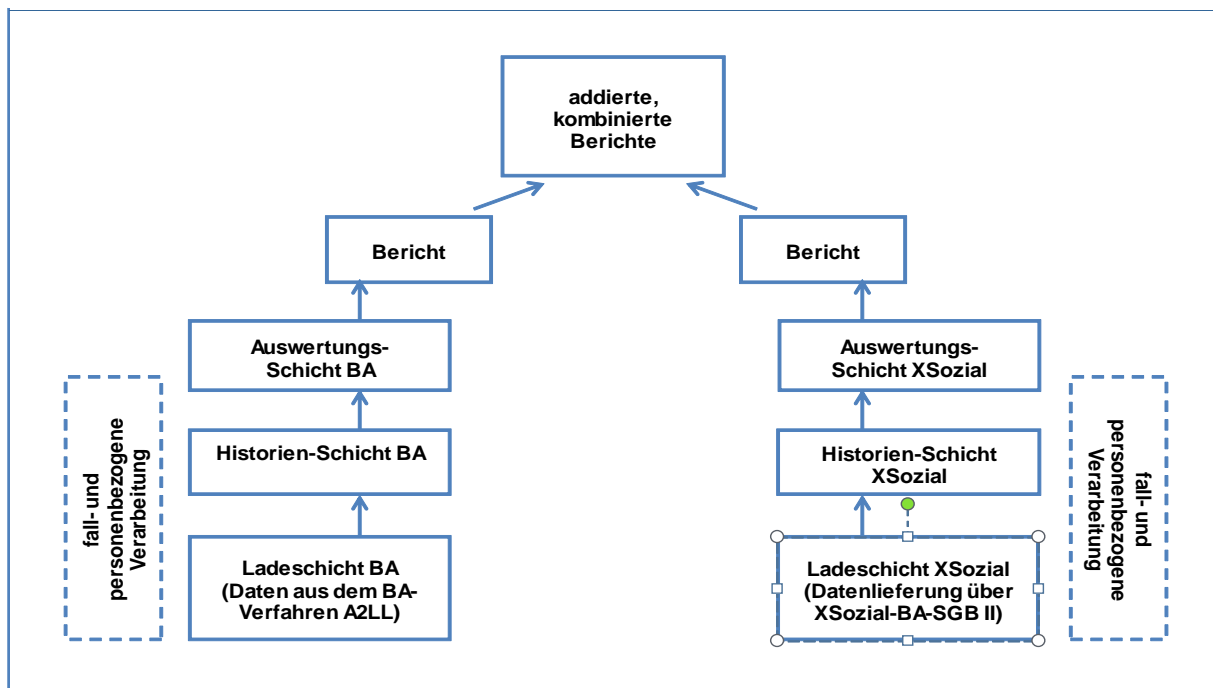 addierte,
kombinierte
Berichte
Bericht
Bericht
Auswertungs-
Schicht BA
Auswertungs-
Schicht XSozial
fall- und
personenbezogene
Verarbeitung
Historien-Schicht BA
Historien-Schicht
XSozial
fall- und
personenbezogene
Verarbeitung
Ladeschicht BA
(Daten aus dem BA-
Verfahren A2LL)
Ladeschicht XSozial
(Datenlieferung über
XSozial-BA-SGB II)